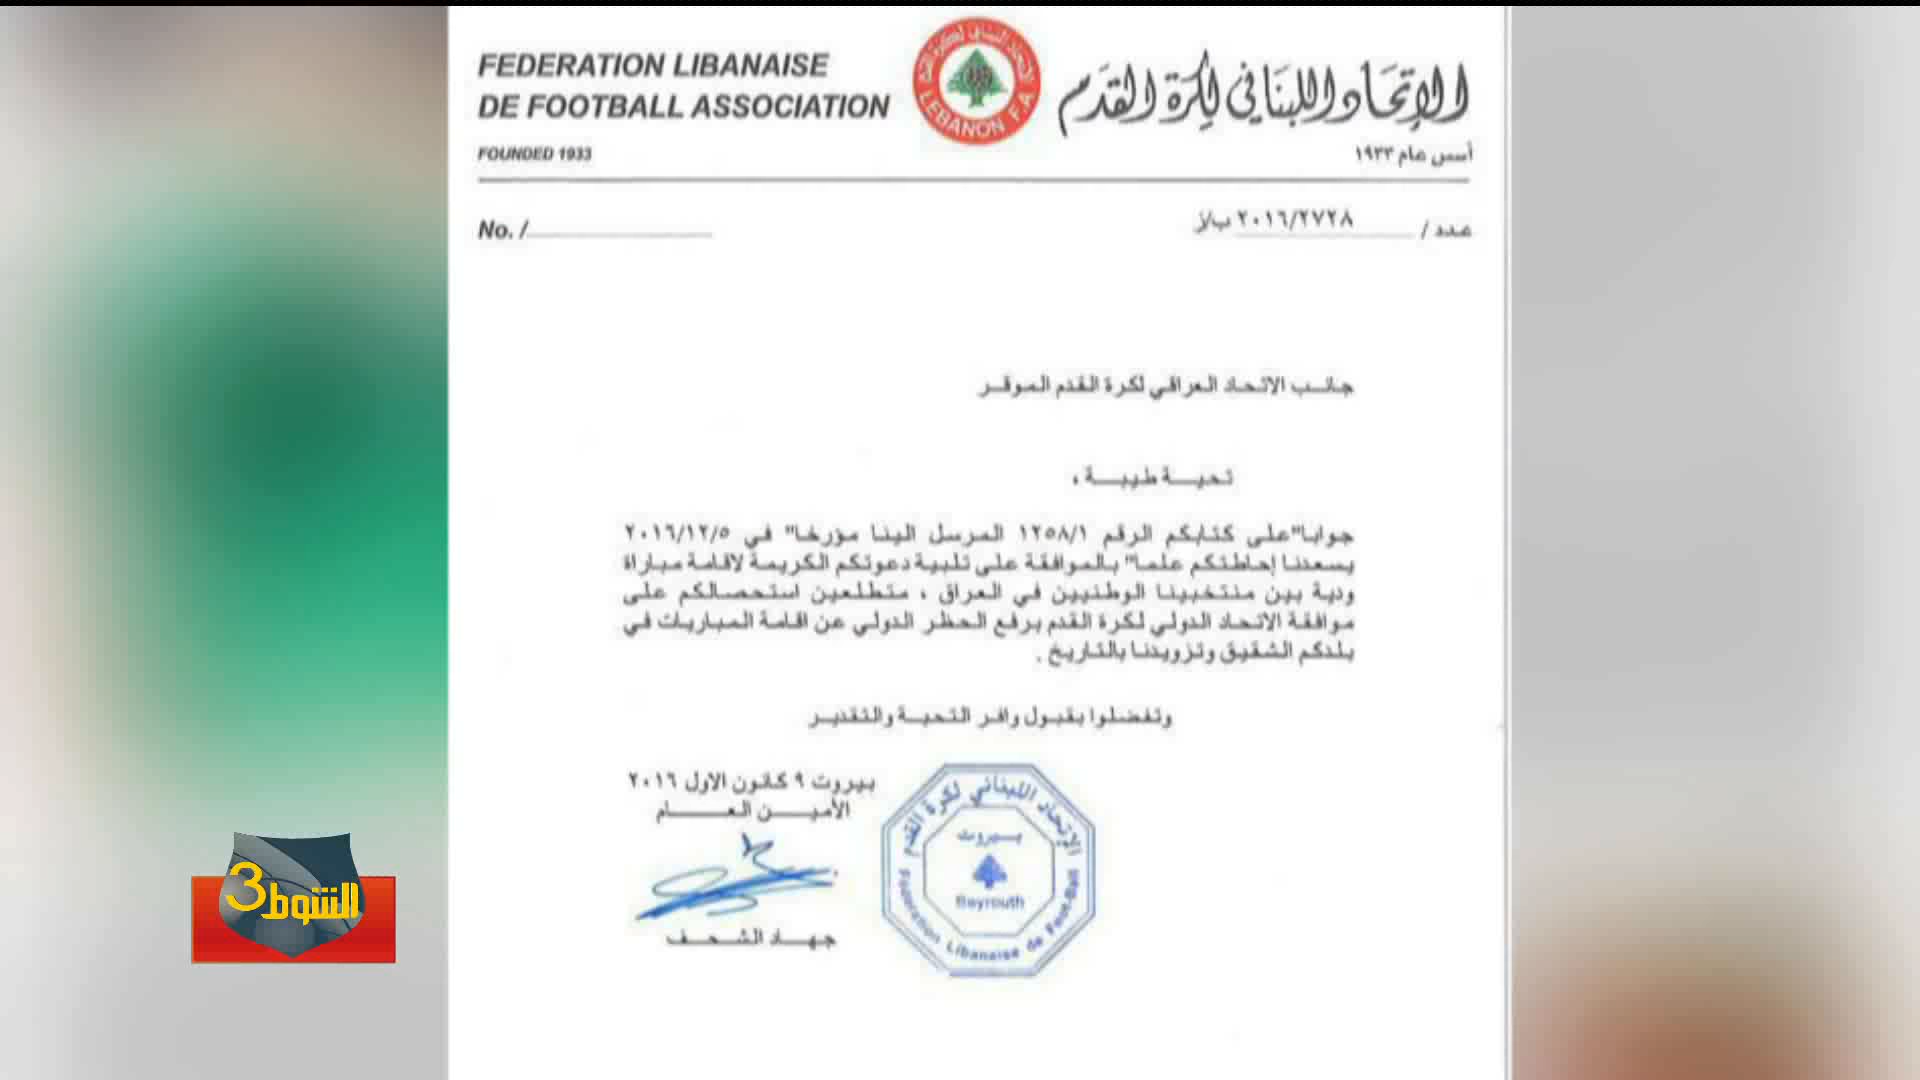 FEDERATION LIBANAISE
DE FOOTBALL ASSOCIATION
FOUNDED 1933
الإتحاد اللبناني لكرة القدم
أسس عام ١٩٣٣
LEBANON F.A
No. /
عدد / ٢٠١٦/٢٧٢٨
جانب الاتحاد العراقي لكرة القدم الموقر
تحية طيبة ،
جوابا" على كتابكم الرقم ١٢٥٨/١ المرسل الينا مؤرخا" في ٢٠١٦/١٢/٥
يسعدنا إحاطتكم علما" بالموافقة على تلبية دعوتكم الكريمة لاقامة مباراة
ودية بين منتخبينا الوطنيين في العراق ، متطلعين استحصالكم على
موافقة الاتحاد الدولي لكرة القدم برفع الحظر الدولي عن اقامة المباريات في
بلدكم الشقيق وتزويدنا بالتاريخ .
وتفضلوا بقبول وافر التحية والتقدير
بيروت ٩ كانون الاول ٢٠١٦
الأمين العام
جهاد الشحف
الإتحاد اللبناني لكرة القدم
بيروت
Beyrouth
Federation Libanaise de Foot-Ball
الشوط 3